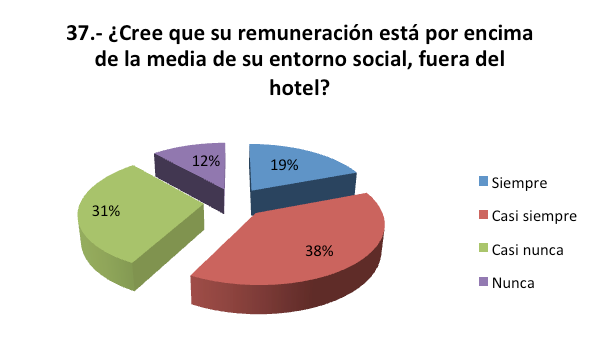 37.- ¿Cree que su remuneración está por encima
de la media de su entorno social, fuera del
hotel?
12%
19%
31%
38%
Siempre
Casi siempre
Casi nunca
Nunca